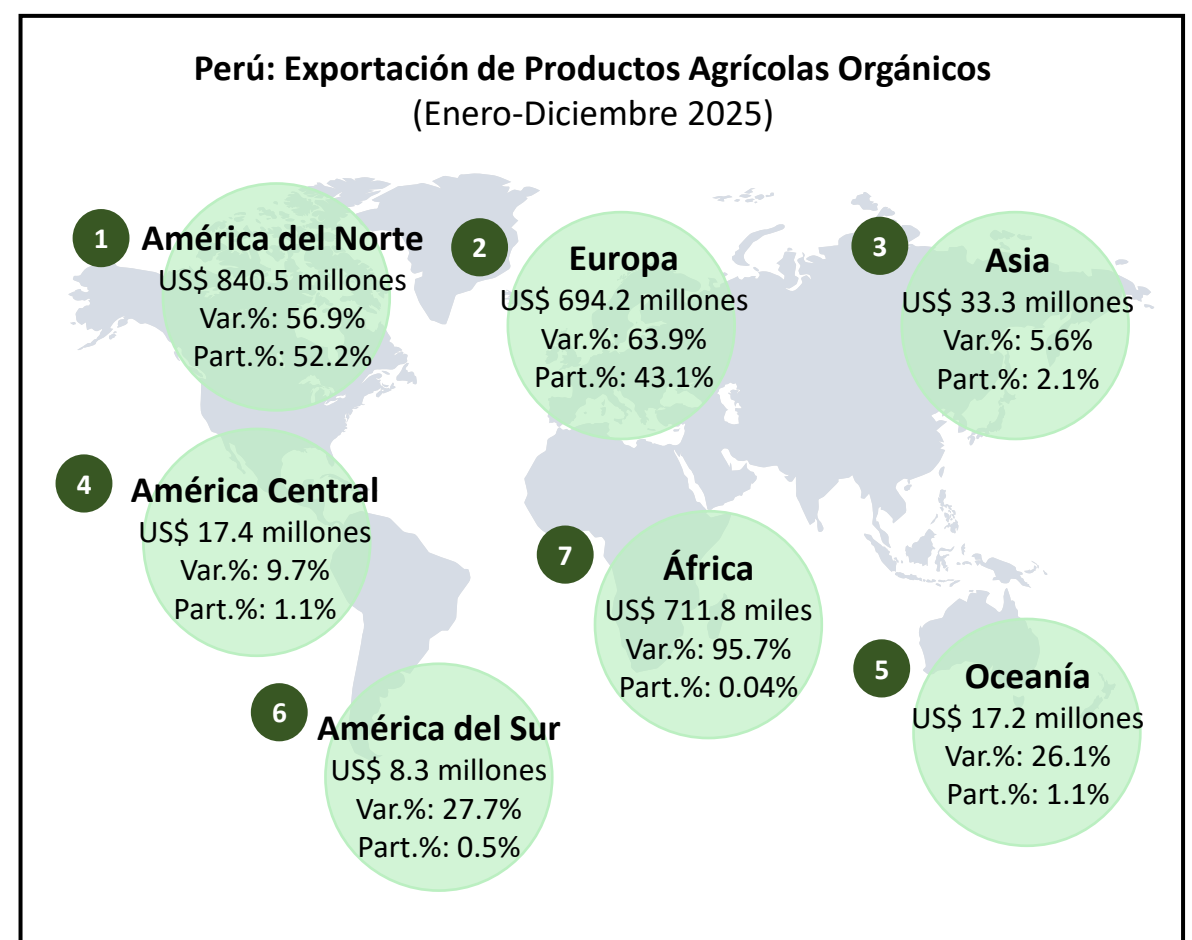 Perú: Exportación de Productos Agrícolas Orgánicos
(Enero-Diciembre 2025)
1
América del Norte
US$ 840.5 millones
Var.%: 56.9%
Part.%: 52.2%
2
Europa
US$ 694.2 millones
Var.%: 63.9%
Part.%: 43.1%
3
Asia
US$ 33.3 millones
Var.%: 5.6%
Part.%: 2.1%
4
América Central
US$ 17.4 millones
Var.%: 9.7%
Part.%: 1.1%
7
África
US$ 711.8 miles
Var.%: 95.7%
Part.%: 0.04%
5
Oceanía
US$ 17.2 millones
Var.%: 26.1%
Part.%: 1.1%
6
América del Sur
US$ 8.3 millones
Var.%: 27.7%
Part.%: 0.5%